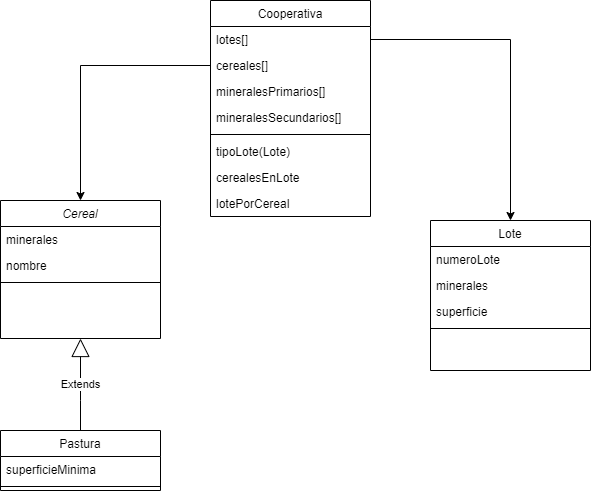 Cooperativa
lotes[]
cereales[]
mineralesPrimarios[]
mineralesSecundarios[]
tipoLote(Lote)
cerealesEnLote
lotePorCereal
Cereal
minerales
nombre
Lote
numeroLote
minerales
superficie
Extends
Pastura
superficieMinima